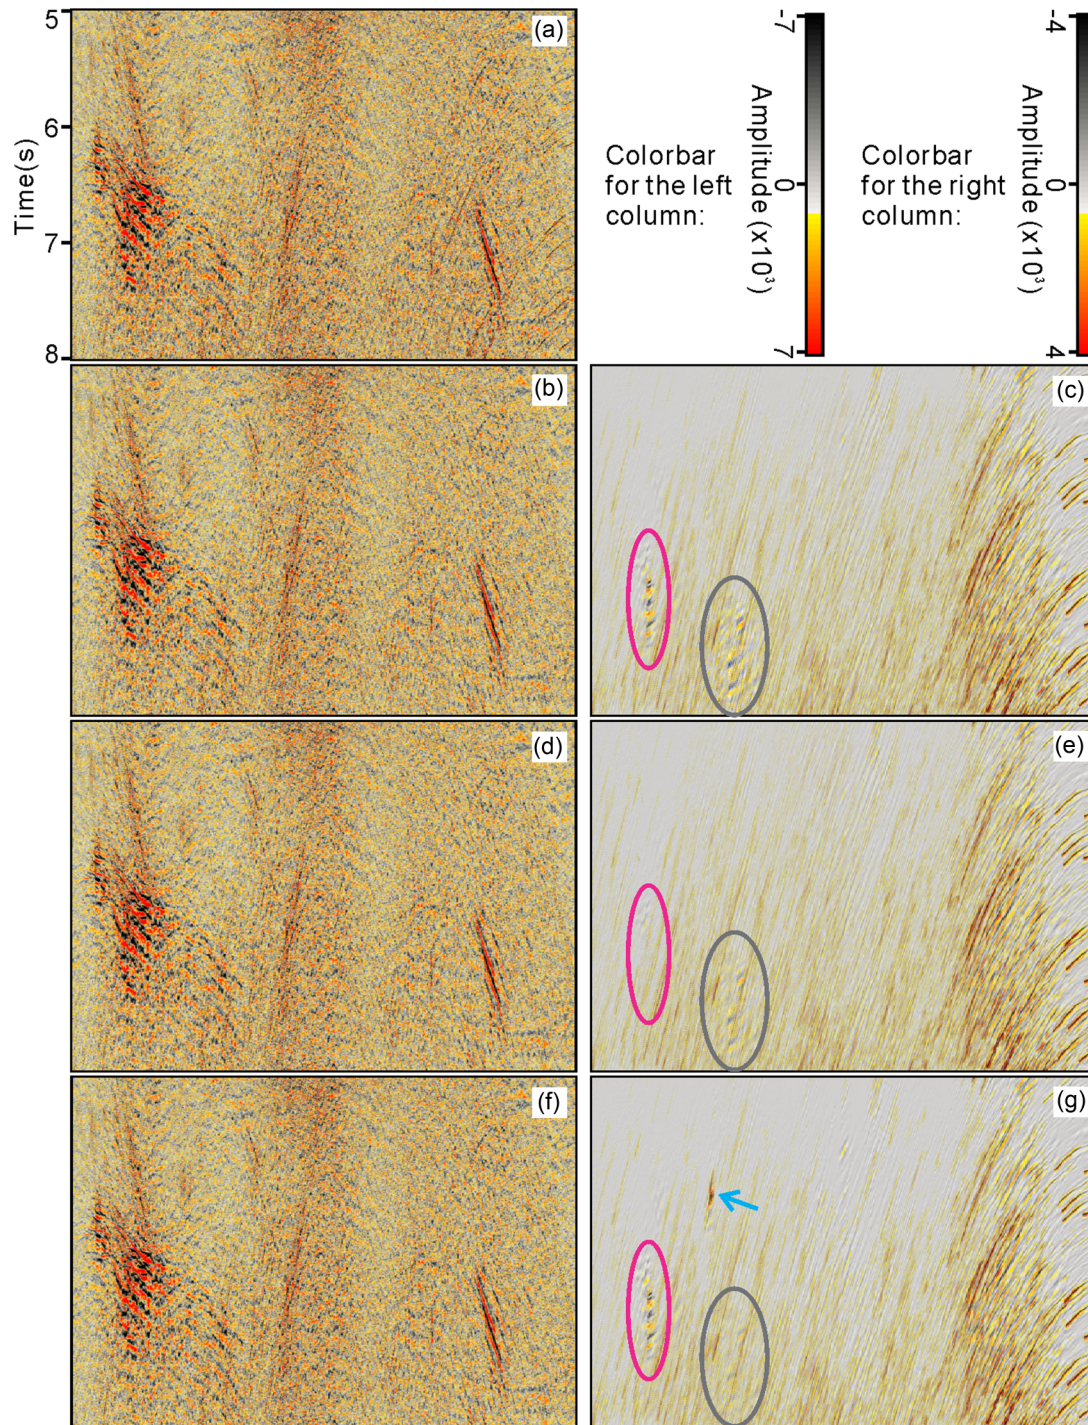 5
6
7
8
Time(s)
(a)
Colorbar
for the left
column:
-7
0
7
Amplitude (x10³)
Colorbar
for the right
column:
-4
0
4
Amplitude (x10³)
(b)
(c)
(d)
(e)
(f)
(g)